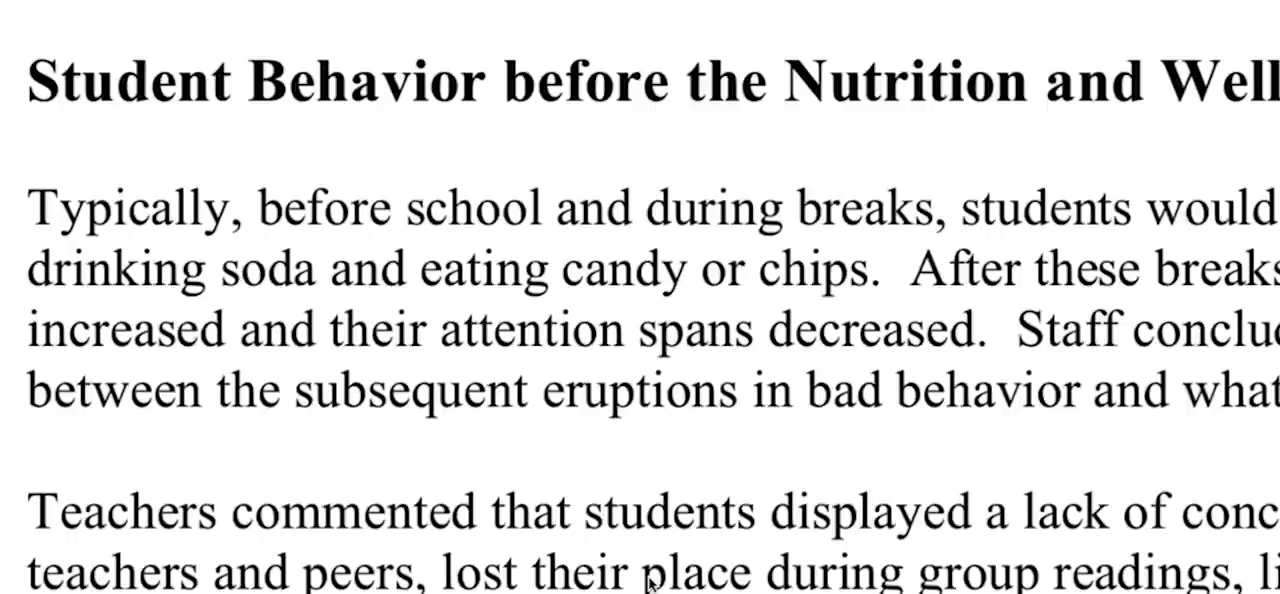 Student Behavior before the Nutrition and Well
Typically, before school and during breaks, students would
drinking soda and eating candy or chips.  After these breaks
increased and their attention spans decreased.  Staff conclu
between the subsequent eruptions in bad behavior and what
Teachers commented that students displayed a lack of conc
teachers and peers, lost their place during group readings, li